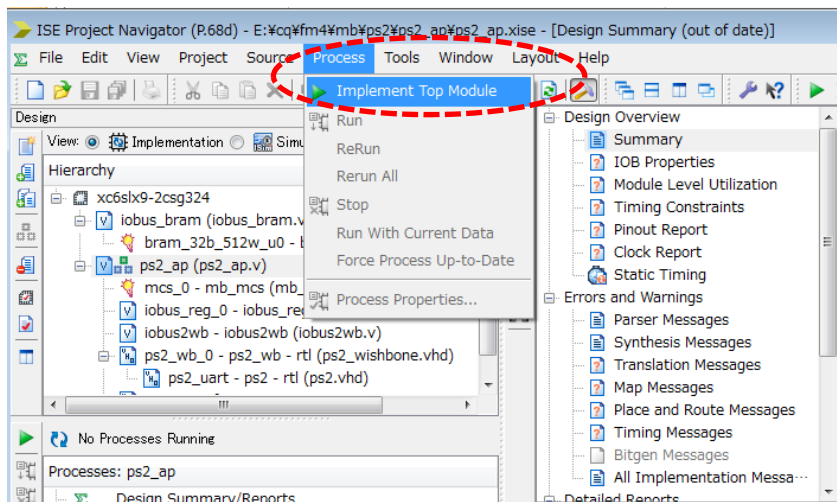 ISE Project Navigator (P.68d) - E:¥cq¥fm4¥mb¥ps2¥ps2_ap¥ps2_ap.xise - [Design Summary (out of date)]
File Edit View Project Source Process Tools Window Layout Help
Implement Top Module
Run
ReRun
Rerun All
Stop
Run With Current Data
Force Process Up-to-Date
Process Properties...
Design
View: Implementation Simu
Hierarchy
xc6slx9-2csg324
iobus_bram (iobus_bram.v
bram_32b_512w_u0 - b
ps2_ap (ps2_ap.v)
mcs_0 - mb_mcs (mb_
iobus_reg_0 - iobus_re
iobus2wb - iobus2wb (iobus2wb.v)
ps2_wb_0 - ps2_wb - rtl (ps2_wishbone.vhd)
ps2_uart - ps2 - rtl (ps2.vhd)
No Processes Running
Processes: ps2_ap
Design Summary/Reports
Design Overview
Summary
IOB Properties
Module Level Utilization
Timing Constraints
Pinout Report
Clock Report
Static Timing
Errors and Warnings
Parser Messages
Synthesis Messages
Translation Messages
Map Messages
Place and Route Messages
Timing Messages
Bitgen Messages
All Implementation Messa...
Detailed Reports